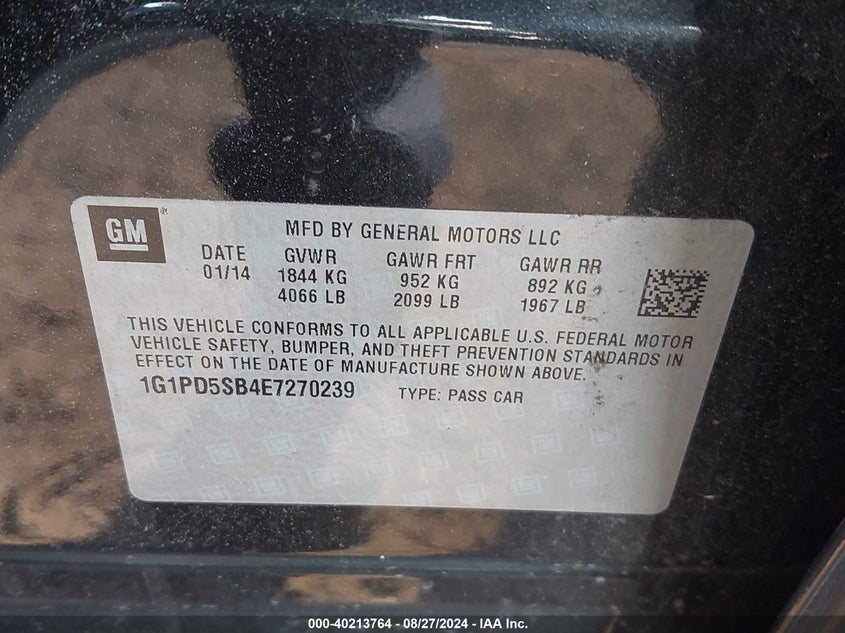 GM®
MFD BY GENERAL MOTORS LLC
DATE GVWR GAWR FRT GAWR RR
01/14 1844 KG 952 KG 892 KG
4066 LB 2099 LB 1967 LB
THIS VEHICLE CONFORMS TO ALL APPLICABLE U.S. FEDERAL MOTOR
VEHICLE SAFETY, BUMPER, AND THEFT PREVENTION STANDARDS IN
EFFECT ON THE DATE OF MANUFACTURE SHOWN ABOVE.
1G1PD5SB4E7270239 TYPE: PASS CAR
000-40213764 - 08/27/2024 - IAA Inc.